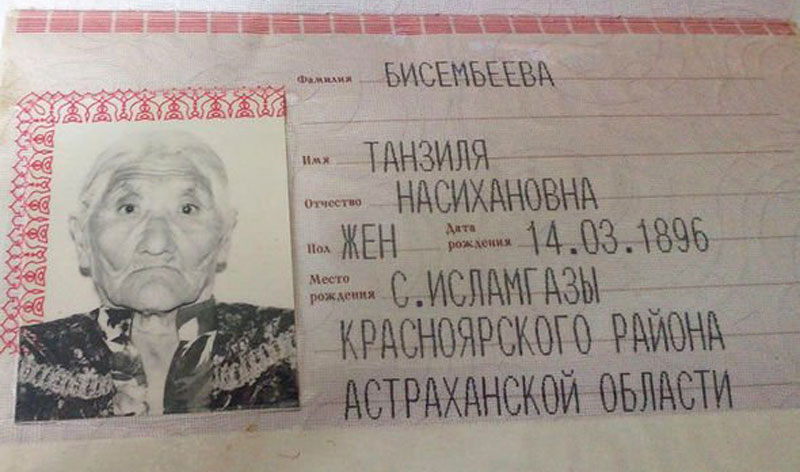 Фамилия БИСЕМБЕЕВА
Имя ТАНЗИЛЯ
Отчество НАСИХАНОВНА
Пол ЖЕН Дата рождения 14.03.1896
Место рождения С.ИСЛАМГАЗЫ
КРАСНОЯРСКОГО РАЙОНА
АСТРАХАНСКОЙ ОБЛАСТИ